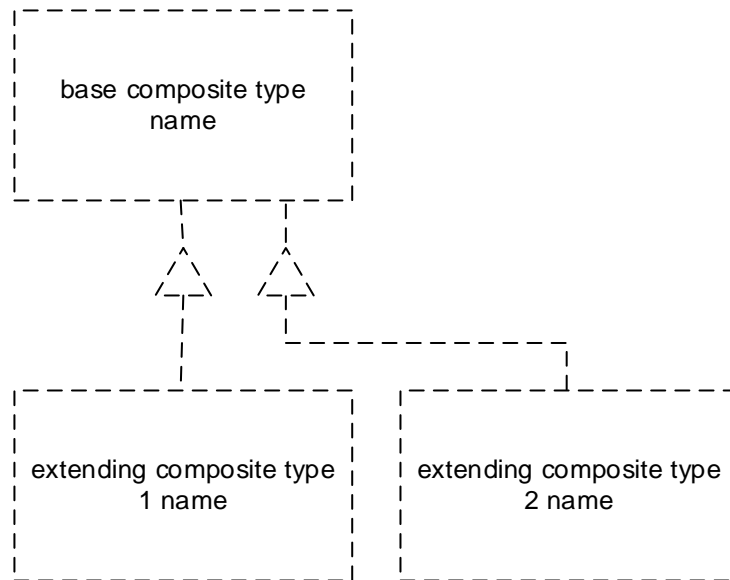 base composite type
name
extending composite type
1 name
extending composite type
2 name